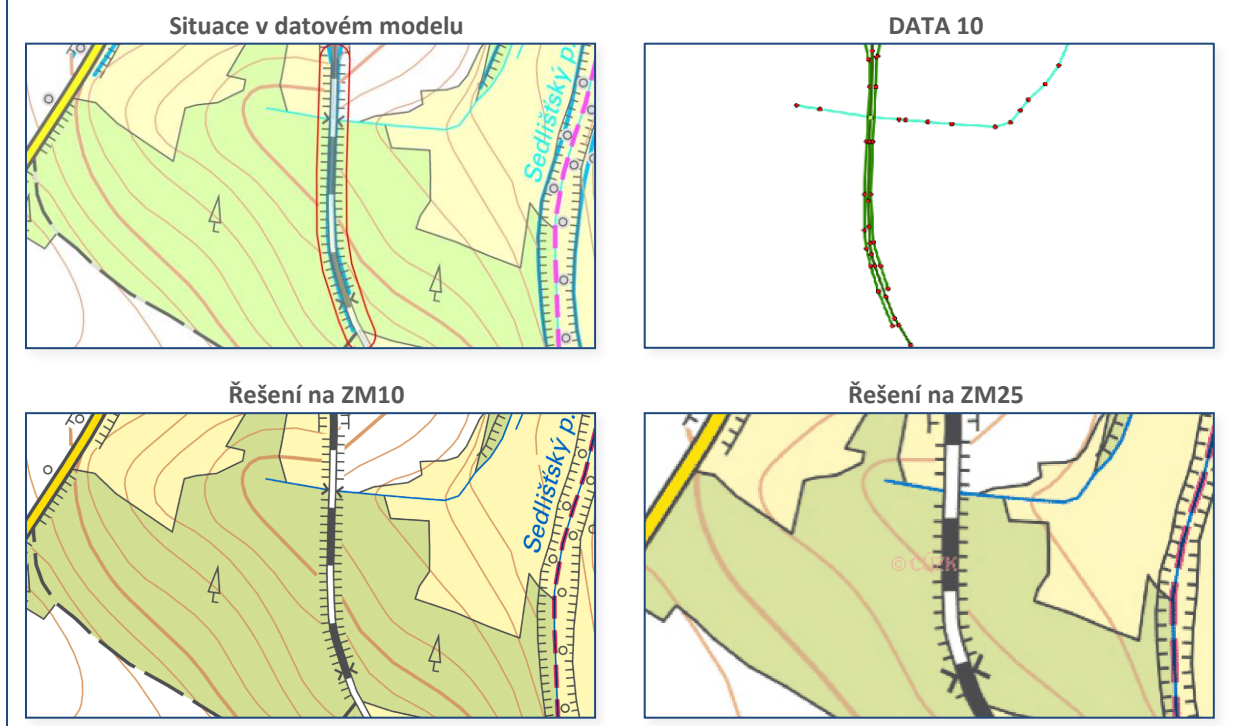 Situace v datovém modelu
DATA 10
Sedlišťský p.
Řešení na ZM10
Řešení na ZM25
Sedlišťský p.
© ČÚZK